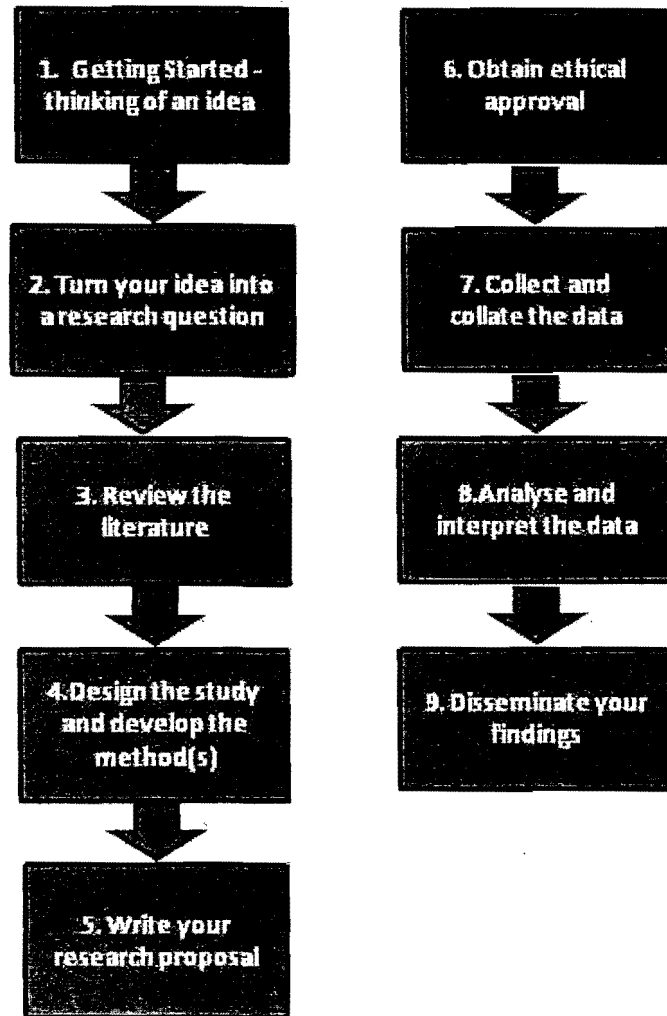 1. Getting Started -
thinking of an idea
2. Turn your idea into
a research question
3. Review the
literature
4.Design the study
and develop the
method(s)
5. Write your
research proposal
6. Obtain ethical
approval
7. Collect and
collate the data
8.Analyse and
interpret the data
9. Disseminate your
findings